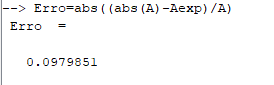 --> Erro=abs((abs(A)-Aexp)/A)
Erro  =
0.0979851